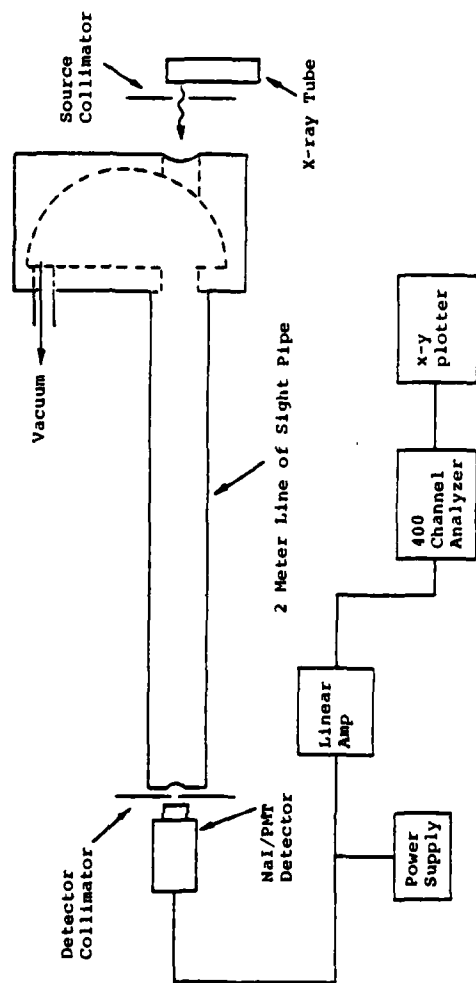 Source
Collimator
X-ray Tube
Vacuum
2 Meter Line of Sight Pipe
Detector
Collimator
NaI/PMT
Detector
Power
Supply
Linear
Amp
400
Channel
Analyzer
x-y
plotter